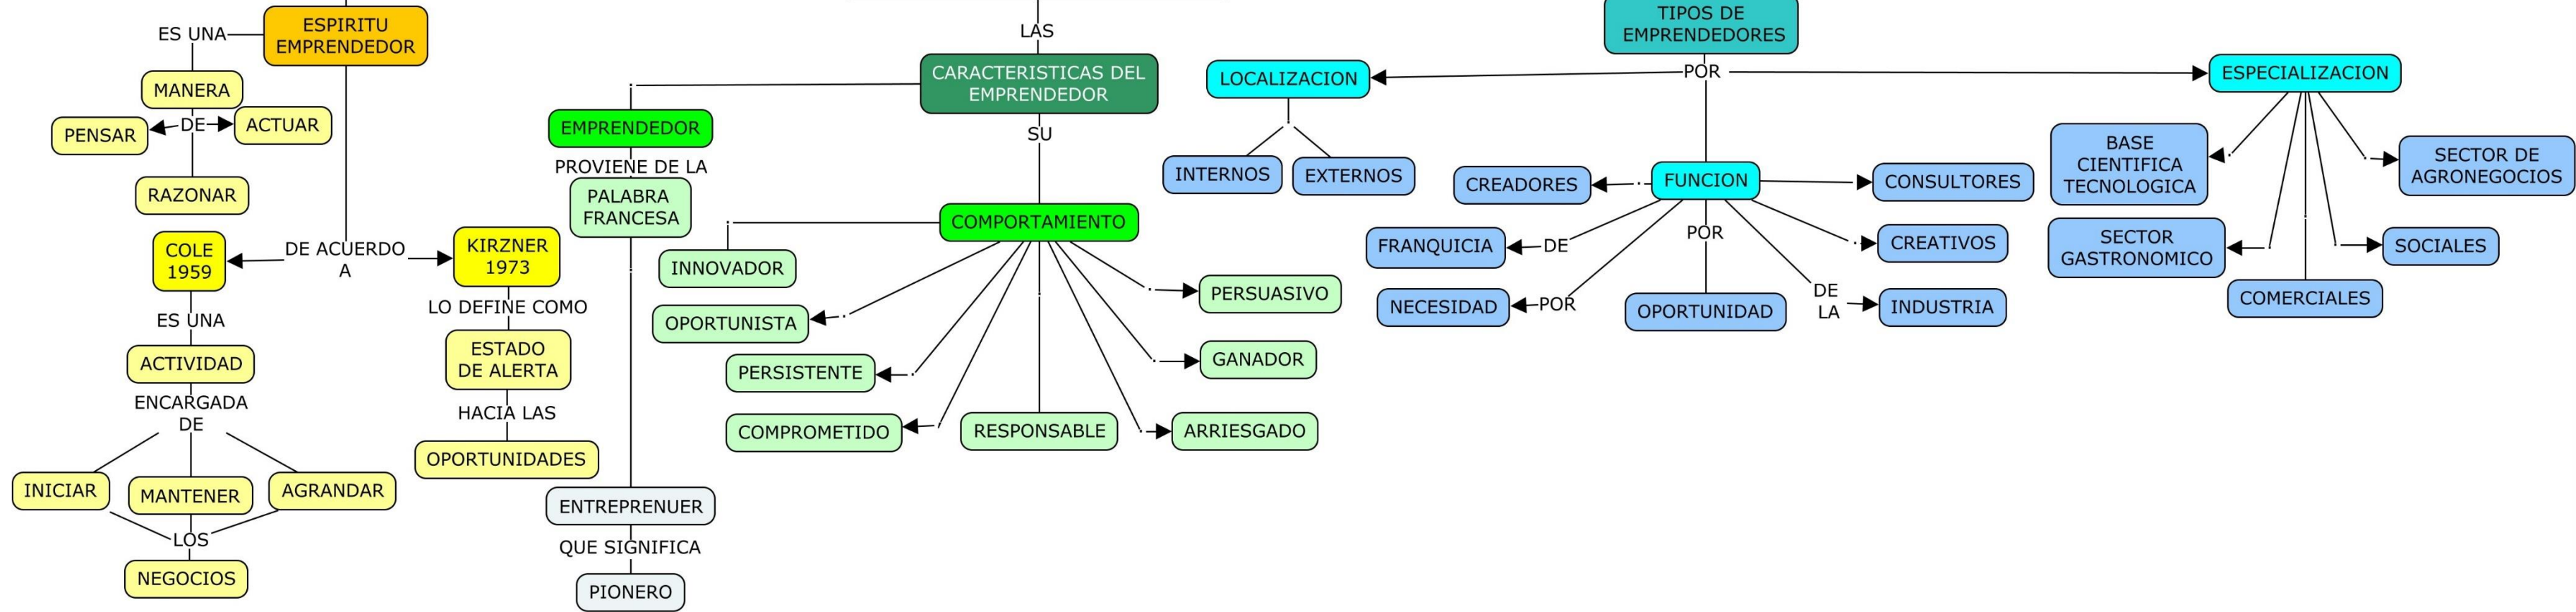 ESPIRITU
EMPRENDEDOR
ES UNA
MANERA
DE
PENSAR
ACTUAR
RAZONAR
DE ACUERDO
A
COLE
1959
ES UNA
ACTIVIDAD
ENCARGADA
DE
INICIAR
MANTENER
AGRANDAR
LOS
NEGOCIOS
KIRZNER
1973
LO DEFINE COMO
ESTADO
DE ALERTA
HACIA LAS
OPORTUNIDADES
LAS
CARACTERISTICAS DEL
EMPRENDEDOR
EMPRENDEDOR
PROVIENE DE LA
PALABRA
FRANCESA
ENTREPRENUER
QUE SIGNIFICA
PIONERO
SU
COMPORTAMIENTO
INNOVADOR
OPORTUNISTA
PERSISTENTE
COMPROMETIDO
RESPONSABLE
ARRIESGADO
GANADOR
PERSUASIVO
TIPOS DE
EMPRENDEDORES
POR
LOCALIZACION
INTERNOS
EXTERNOS
FUNCION
CREADORES
CONSULTORES
DE
FRANQUICIA
CREATIVOS
POR
NECESIDAD
POR
OPORTUNIDAD
DE
LA
INDUSTRIA
ESPECIALIZACION
BASE
CIENTIFICA
TECNOLOGICA
SECTOR DE
AGRONEGOCIOS
SECTOR
GASTRONOMICO
SOCIALES
COMERCIALES